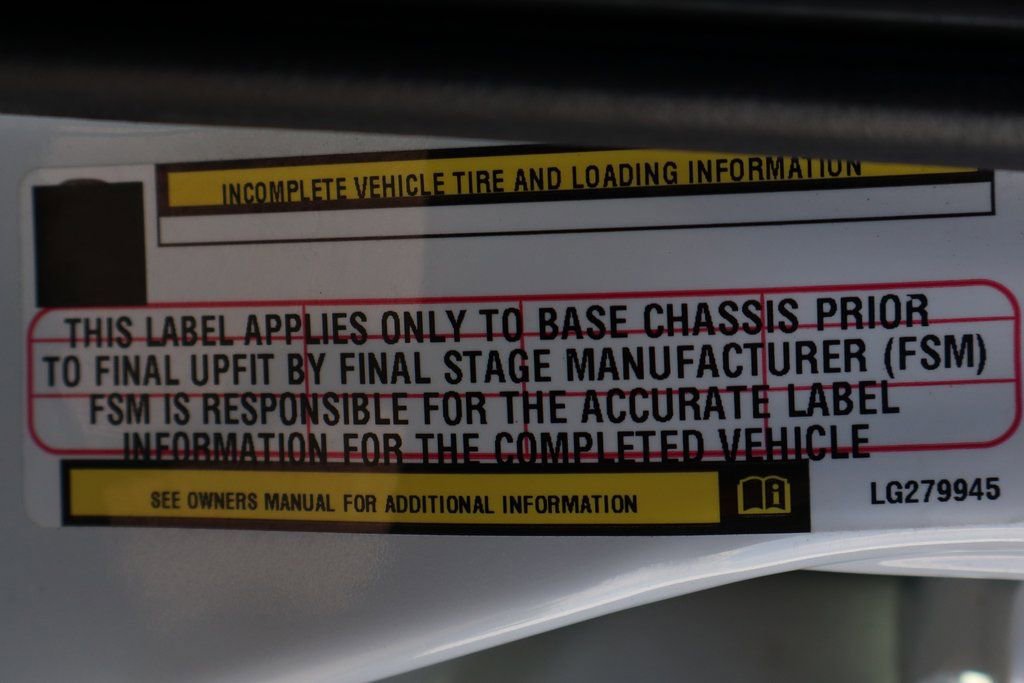 INCOMPLETE VEHICLE TIRE AND LOADING INFORMATION
THIS LABEL APPLIES ONLY TO BASE CHASSIS PRIOR
TO FINAL UPFIT BY FINAL STAGE MANUFACTURER (FSM)
FSM IS RESPONSIBLE FOR THE ACCURATE LABEL
INFORMATION FOR THE COMPLETED VEHICLE
SEE OWNERS MANUAL FOR ADDITIONAL INFORMATION
LG279945